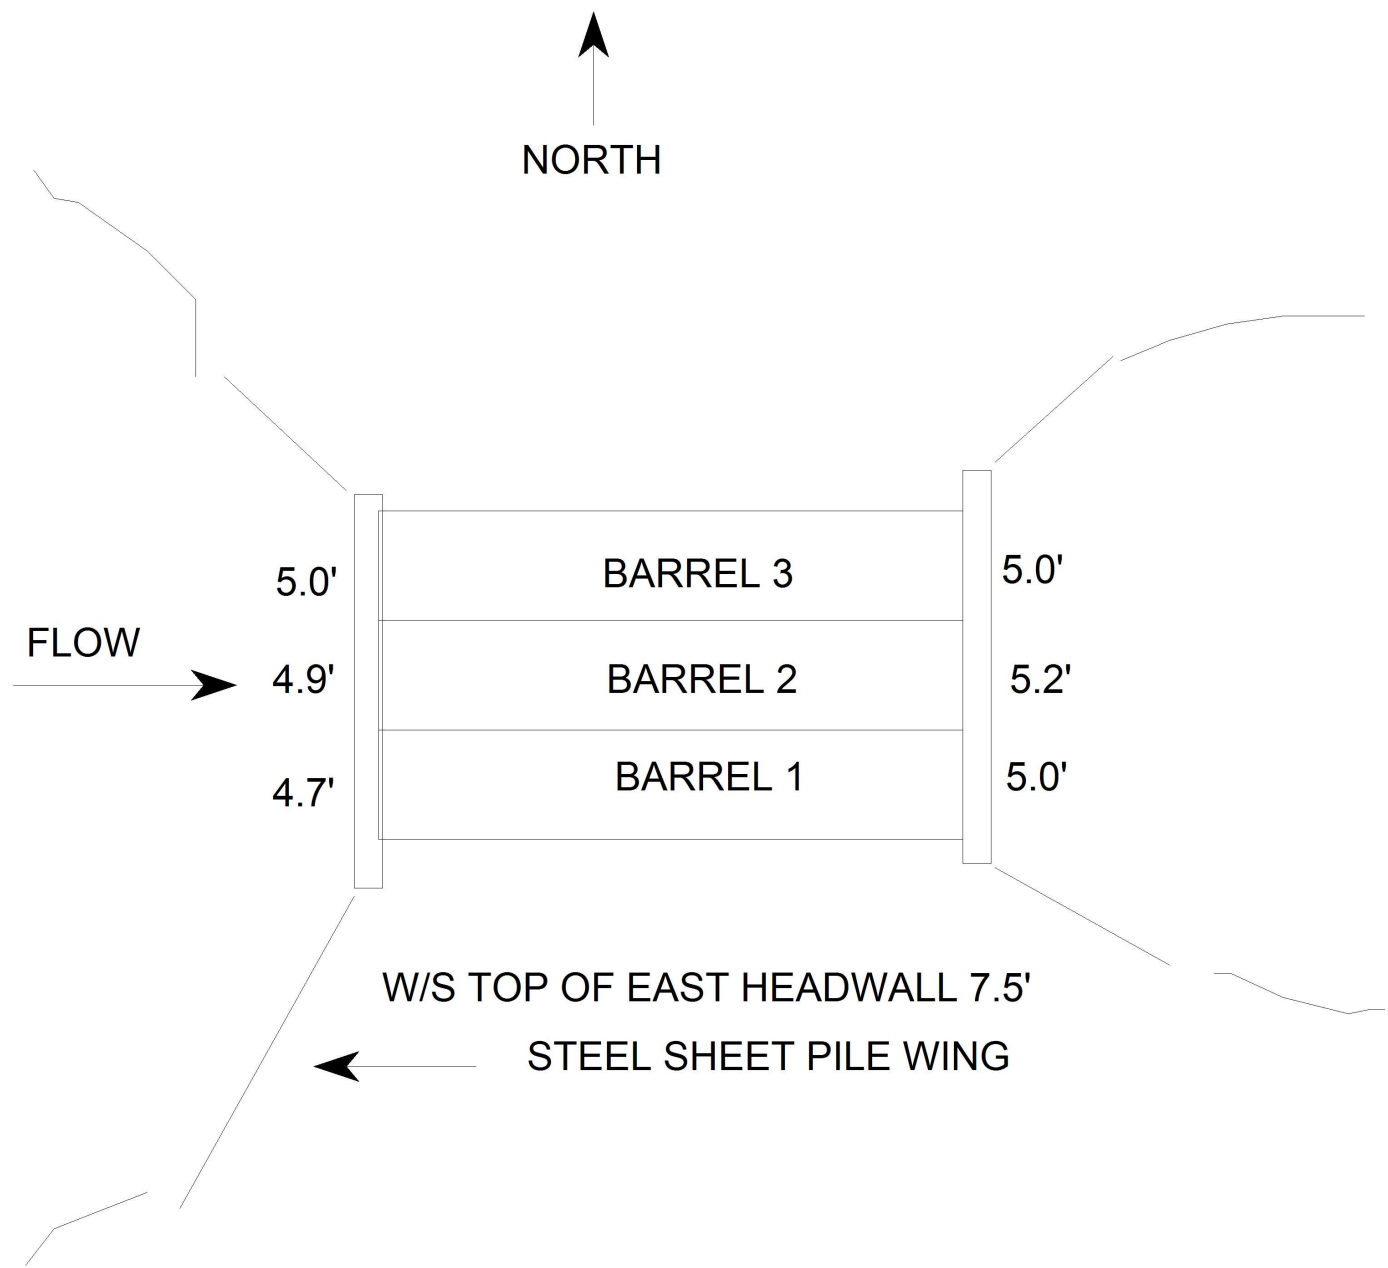 NORTH
5.0' BARREL 3 5.0'
FLOW
4.9' BARREL 2 5.2'
4.7' BARREL 1 5.0'
W/S TOP OF EAST HEADWALL 7.5'
STEEL SHEET PILE WING